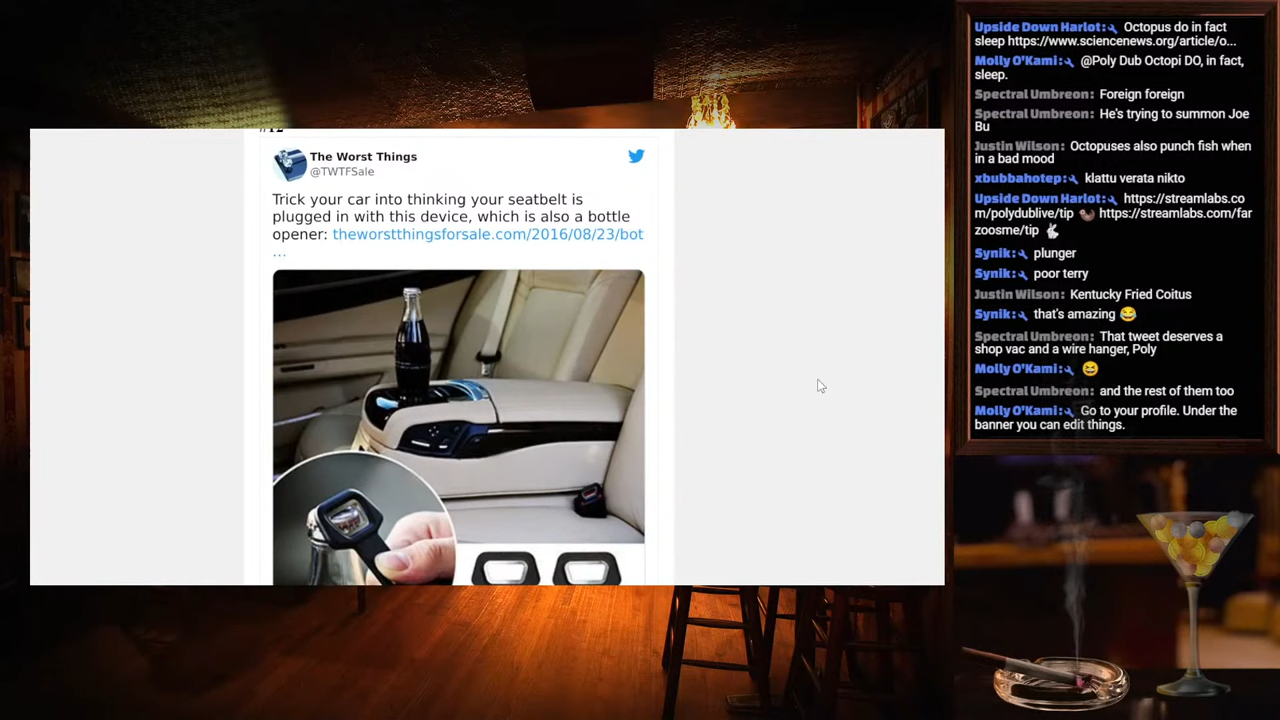 The Worst Things
@TWTFSale
Trick your car into thinking your seatbelt is
plugged in with this device, which is also a bottle
opener: theworstthingsforsale.com/2016/08/23/bot
...
Upside Down Harlot: Octopus do in fact
sleep https://www.sciencenews.org/article/o...
Molly O'Kami: @Poly Dub Octopi DO, in fact,
sleep.
Spectral Umbreon: Foreign foreign
Spectral Umbreon: He's trying to summon Joe
Bu
Justin Wilson: Octopuses also punch fish when
in a bad mood
xbubbahotep: klattu verata nikto
Upside Down Harlot: https://streamlabs.co
m/polydublive/tip 🦦 https://streamlabs.com/far
zoosme/tip 🐇
Synik: plunger
Synik: poor terry
Justin Wilson: Kentucky Fried Coitus
Synik: that's amazing 😂
Spectral Umbreon: That tweet deserves a
shop vac and a wire hanger, Poly
Molly O'Kami: 😆
Spectral Umbreon: and the rest of them too
Molly O'Kami: Go to your profile. Under the
banner you can edit things.